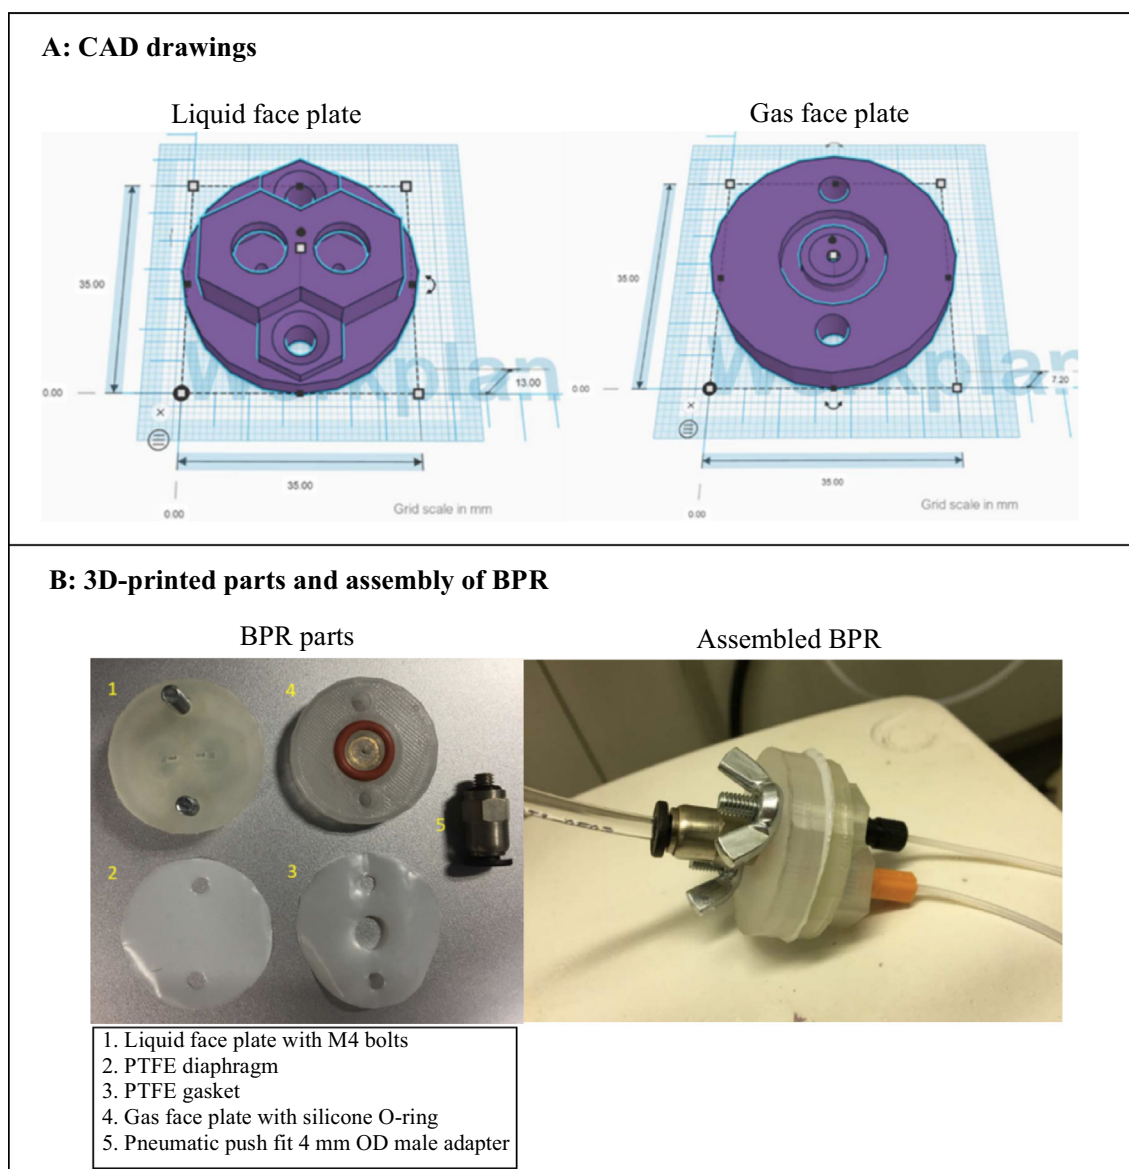 A: CAD drawings
Liquid face plate
Gas face plate
35.00
0.00
13.00
35.00
0.00
Workplan
Grid scale in mm
35.00
0.00
7.20
35.00
0.00
Workplan
Grid scale in mm
B: 3D-printed parts and assembly of BPR
BPR parts
Assembled BPR
1
4
5
2
3
1. Liquid face plate with M4 bolts
2. PTFE diaphragm
3. PTFE gasket
4. Gas face plate with silicone O-ring
5. Pneumatic push fit 4 mm OD male adapter